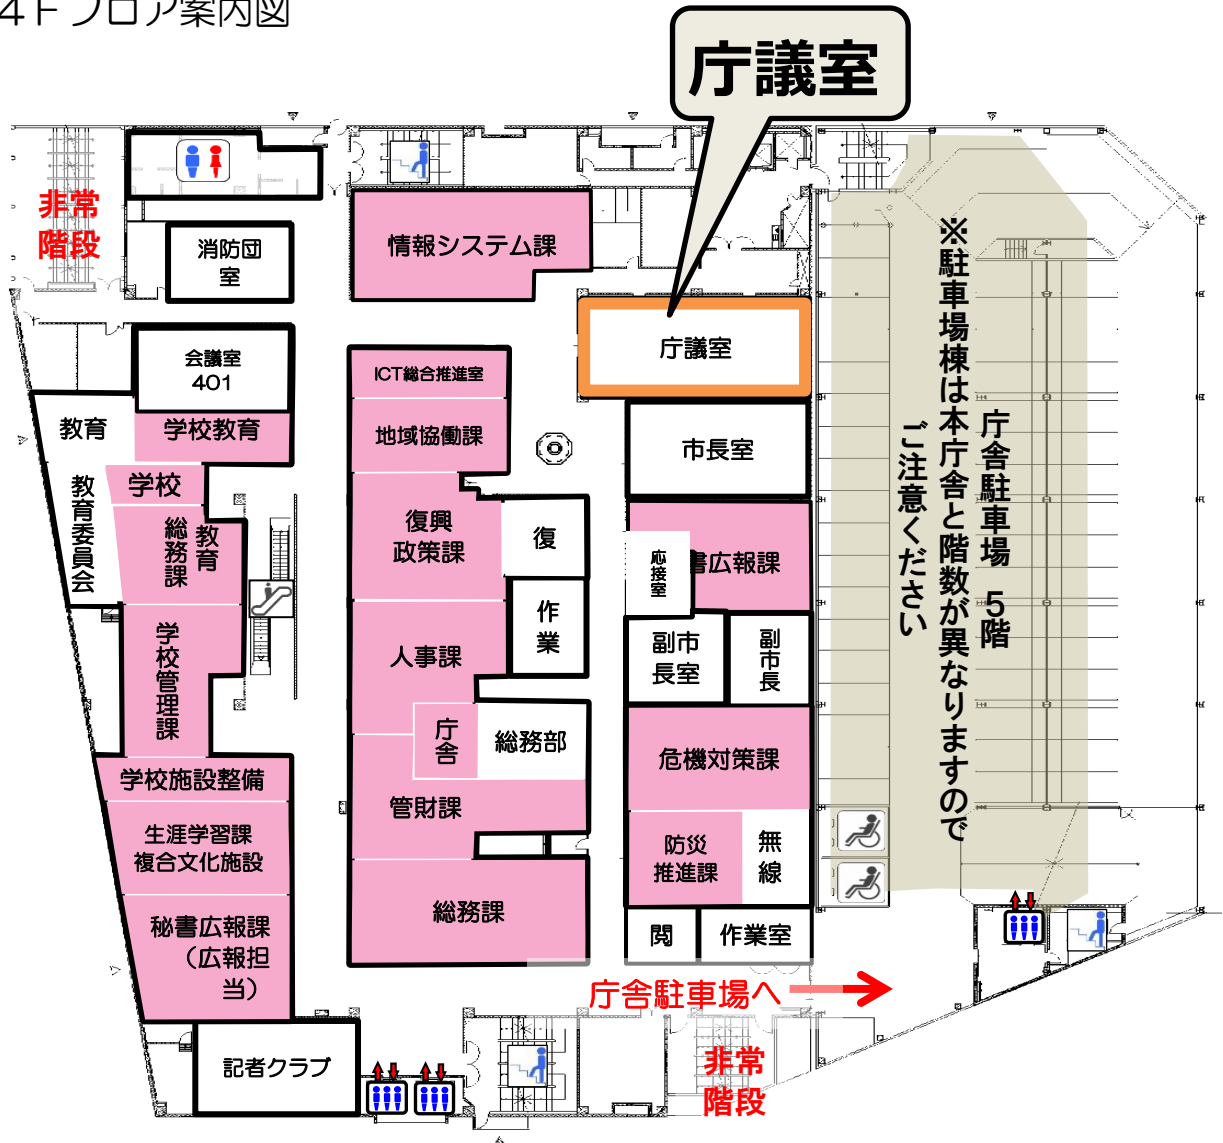 4Fフロア案内図
庁議室
非常
階段
消防団
室
情報システム課
庁議室
会議室
401
教育
学校教育
学校
教育委員会
総務課
教育
学校管理課
学校施設整備
生涯学習課
複合文化施設
秘書広報課
（広報担
当）
記者クラブ
ICT総合推進室
地域協働課
復興
政策課
復
作
業
人事課
庁
舎
総務部
管財課
総務課
市長室
応接室
書広報課
副市
長室
副市長
危機対策課
防災
推進課
無
線
閲
作業室
庁舎駐車場　5階
※駐車場棟は本庁舎と階数が異なりますので
ご注意ください
庁舎駐車場へ
非常
階段